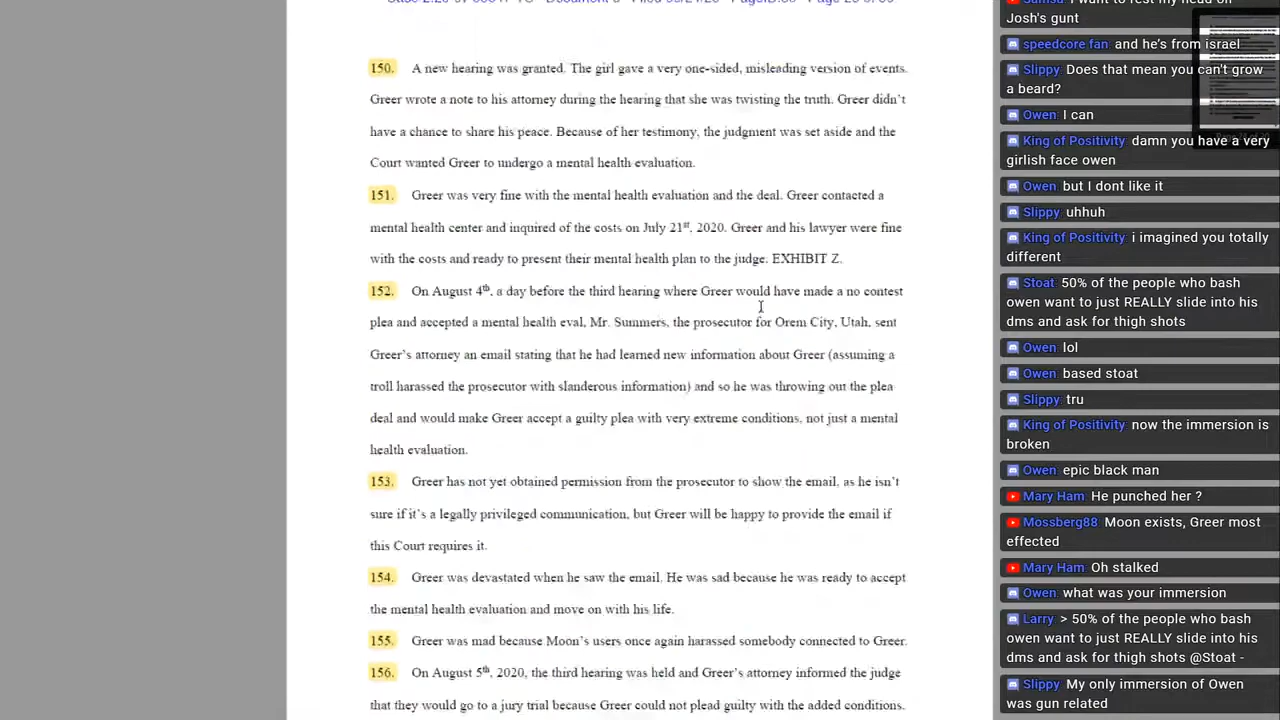 150. A new hearing was granted. The girl gave a very one-sided, misleading version of events.
Greer wrote a note to his attorney during the hearing that she was twisting the truth. Greer didn't
have a chance to share his peace. Because of her testimony, the judgment was set aside and the
Court wanted Greer to undergo a mental health evaluation.
151. Greer was very fine with the mental health evaluation and the deal. Greer contacted a
mental health center and inquired of the costs on July 21st, 2020. Greer and his lawyer were fine
with the costs and ready to present their mental health plan to the judge. EXHIBIT Z.
152. On August 4th, a day before the third hearing where Greer would have made a no contest
plea and accepted a mental health eval, Mr. Summers, the prosecutor for Orem City, Utah, sent
Greer's attorney an email stating that he had learned new information about Greer (assuming a
troll harassed the prosecutor with slanderous information) and so he was throwing out the plea
deal and would make Greer accept a guilty plea with very extreme conditions, not just a mental
health evaluation.
153. Greer has not yet obtained permission from the prosecutor to show the email, as he isn't
sure if it's a legally privileged communication, but Greer will be happy to provide the email if
this Court requires it.
154. Greer was devastated when he saw the email. He was sad because he was ready to accept
the mental health evaluation and move on with his life.
155. Greer was mad because Moon's users once again harassed somebody connected to Greer.
156. On August 5th, 2020, the third hearing was held and Greer's attorney informed the judge
that they would go to a jury trial because Greer could not plead guilty with the added conditions.
I want to rest my head on
Josh's gunt
speedcore fan and he's from israel
Slippy: Does that mean you can't grow
a beard?
Owen: I can
King of Positivity: damn you have a very
girlish face owen
Owen: but I dont like it
Slippy: uhhuh
King of Positivity: i imagined you totally
different
Stoat: 50% of the people who bash
owen want to just REALLY slide into his
dms and ask for thigh shots
Owen: lol
Owen: based stoat
Slippy: tru
King of Positivity: now the immersion is
broken
Owen: epic black man
Mary Ham: He punched her ?
Mossberg88: Moon exists, Greer most
effected
Mary Ham: Oh stalked
Owen: what was your immersion
Larry: > 50% of the people who bash
owen want to just REALLY slide into his
dms and ask for thigh shots @Stoat -
Slippy: My only immersion of Owen
was gun related